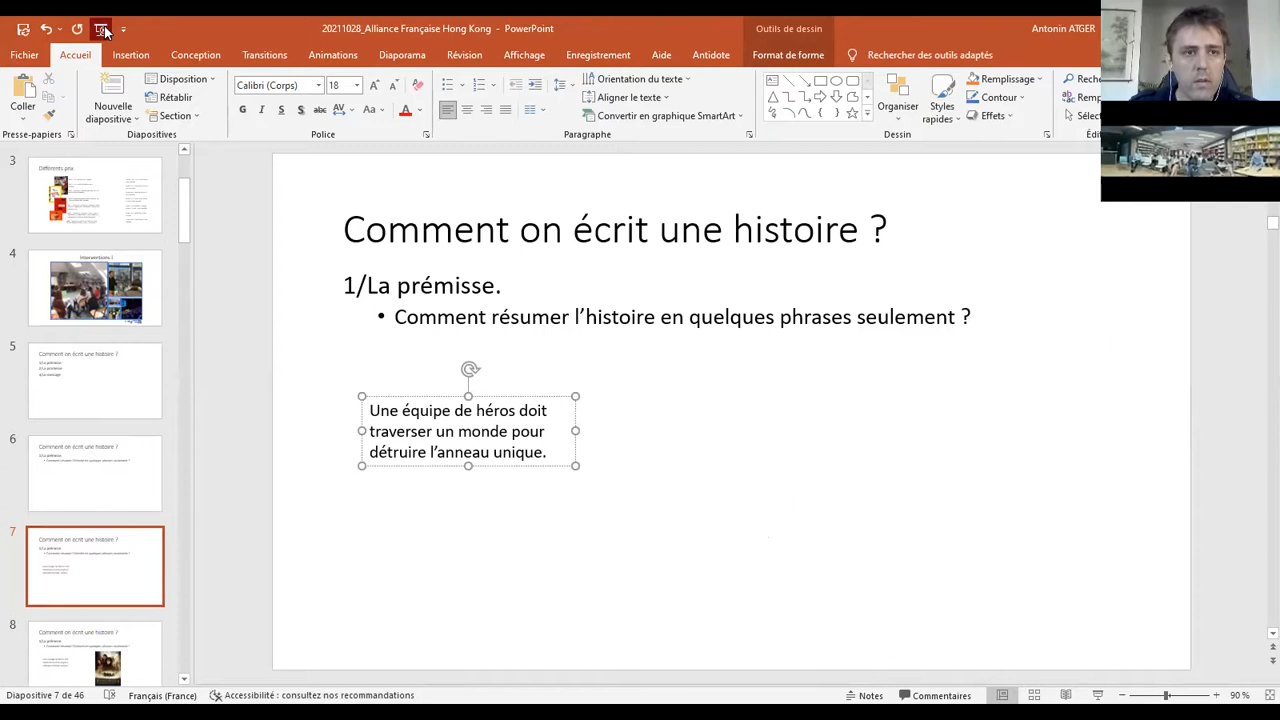 20211028_Alliance Française Hong Kong - PowerPoint
Outils de dessin
Antonin ATGER
Fichier
Accueil
Insertion
Conception
Transitions
Animations
Diaporama
Révision
Affichage
Enregistrement
Aide
Antidote
Format de forme
Rechercher des outils adaptés
Coller
Nouvelle
diapositive
Disposition
Rétablir
Section
Calibri (Corps)
18
G I S S abc AV Aa A
Orientation du texte
Aligner le texte
Convertir en graphique SmartArt
Organiser
Styles
rapides
Remplissage
Contour
Effets
Reche
Remp
Sélect
Presse-papiers
Diapositives
Police
Paragraphe
Dessin
3
Différents prix
4
Interventions !
5
Comment on écrit une histoire ?
6
Comment on écrit une histoire ?
7
Comment on écrit une histoire ?
8
Comment on écrit une histoire ?
Comment on écrit une histoire ?
1/La prémisse.
• Comment résumer l’histoire en quelques phrases seulement ?
Une équipe de héros doit
traverser un monde pour
détruire l’anneau unique.
Diapositive 7 de 46
Français (France)
Accessibilité : consultez nos recommandations
Notes
Commentaires
90 %